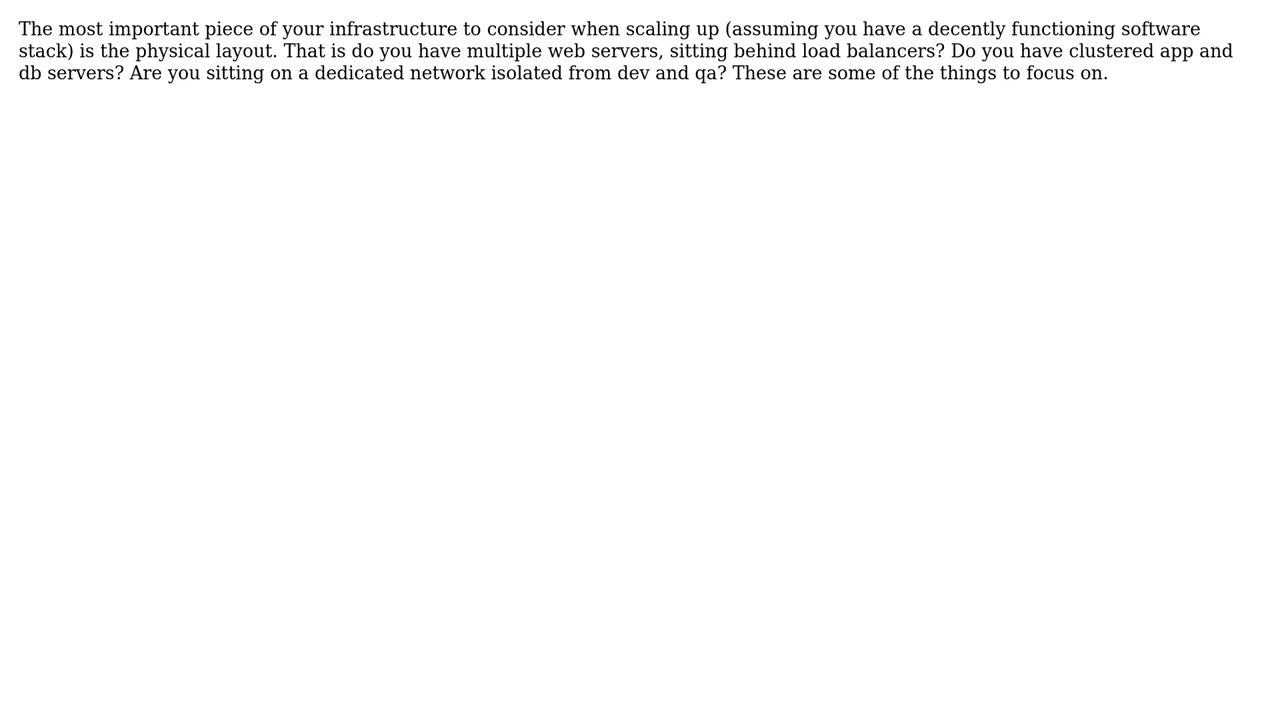 The most important piece of your infrastructure to consider when scaling up (assuming you have a decently functioning software
stack) is the physical layout. That is do you have multiple web servers, sitting behind load balancers? Do you have clustered app and
db servers? Are you sitting on a dedicated network isolated from dev and qa? These are some of the things to focus on.